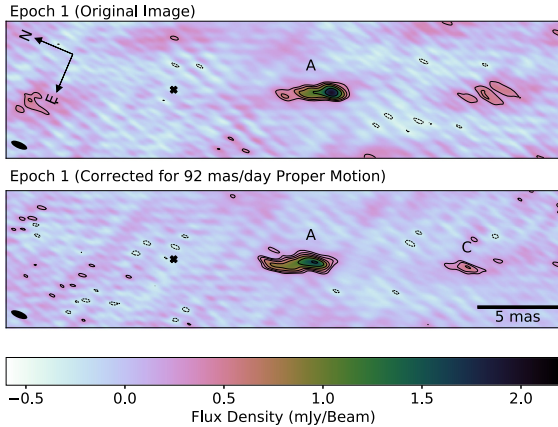 Epoch 1 (Original Image)
N
E
A
Epoch 1 (Corrected for 92 mas/day Proper Motion)
A
C
5 mas
−0.5 0.0 0.5 1.0 1.5 2.0
Flux Density (mJy/Beam)